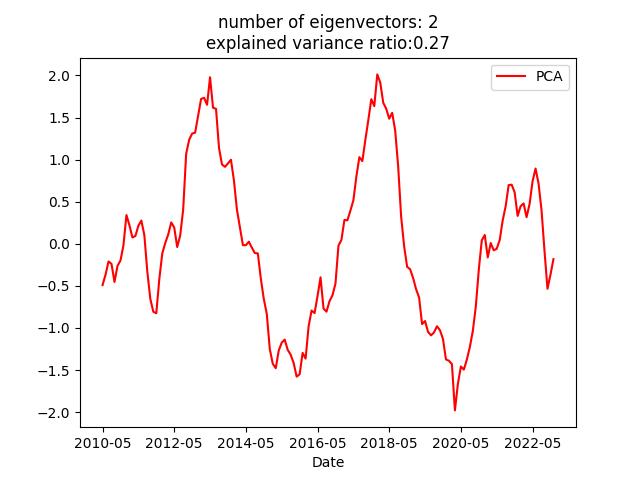 number of eigenvectors: 2
explained variance ratio:0.27
PCA
2.0
1.5
1.0
0.5
0.0
−0.5
−1.0
−1.5
−2.0
2010-05 2012-05 2014-05 2016-05 2018-05 2020-05 2022-05
Date